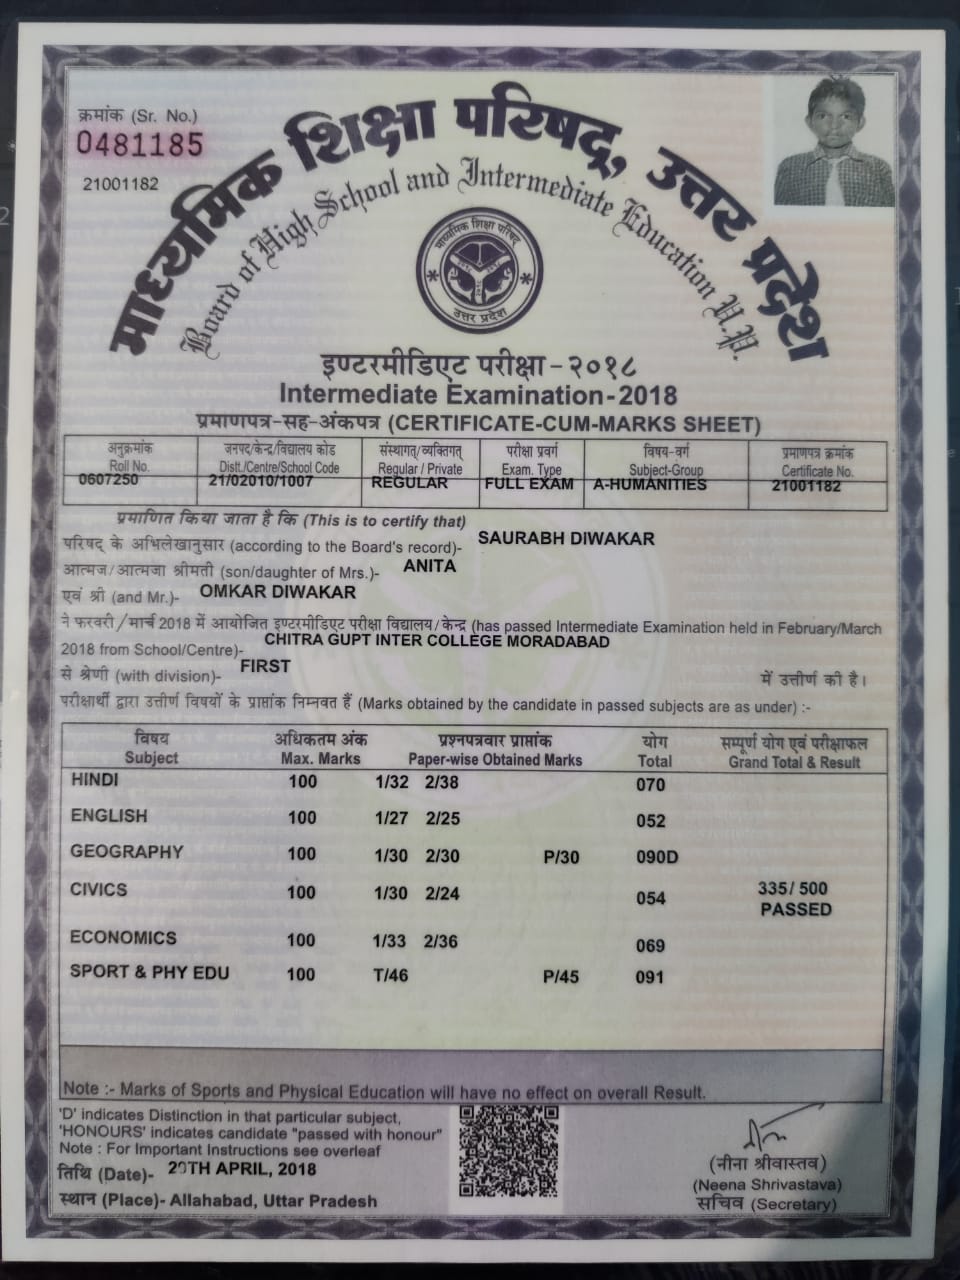 क्रमांक (Sr. No.)
0481185
21001182
माध्यमिक शिक्षा परिषद्, उत्तर प्रदेश
Board of High School and Intermediate Education U.P.
माध्यमिक शिक्षा परिषद्
उत्तर प्रदेश
इण्टरमीडिएट परीक्षा - २०१८
Intermediate Examination - 2018
प्रमाणपत्र-सह-अंकपत्र (CERTIFICATE-CUM-MARKS SHEET)
अनुक्रमांक जनपद/केन्द्र/विद्यालय कोड संस्थागत्/व्यक्तिगत् परीक्षा प्रवर्ग विषय-वर्ग प्रमाणपत्र क्रमांक
Roll No. Distt./Centre/School Code Regular / Private Exam. Type Subject-Group Certificate No.
0607250 21/02010/1007 REGULAR FULL EXAM A-HUMANITIES 21001182
प्रमाणित किया जाता है कि (This is to certify that)
परिषद् के अभिलेखानुसार (according to the Board's record)- SAURABH DIWAKAR
आत्मज/आत्मजा श्रीमती (son/daughter of Mrs.)- ANITA
एवं श्री (and Mr.)- OMKAR DIWAKAR
ने फरवरी/मार्च 2018 में आयोजित इण्टरमीडिएट परीक्षा विद्यालय/केन्द्र (has passed Intermediate Examination held in February/March
2018 from School/Centre)- CHITRA GUPT INTER COLLEGE MORADABAD
से श्रेणी (with division)- FIRST में उत्तीर्ण की है।
परीक्षार्थी द्वारा उत्तीर्ण विषयों के प्राप्तांक निम्नवत हैं (Marks obtained by the candidate in passed subjects are as under) :-
विषय अधिकतम अंक प्रश्नपत्रवार प्राप्तांक योग सम्पूर्ण योग एवं परीक्षाफल
Subject Max. Marks Paper-wise Obtained Marks Total Grand Total & Result
HINDI 100 1/32 2/38 070
ENGLISH 100 1/27 2/25 052
GEOGRAPHY 100 1/30 2/30 P/30 090D
CIVICS 100 1/30 2/24 054 335/ 500
PASSED
ECONOMICS 100 1/33 2/36 069
SPORT & PHY EDU 100 T/46 P/45 091
Note :- Marks of Sports and Physical Education will have no effect on overall Result.
'D' indicates Distinction in that particular subject,
'HONOURS' indicates candidate "passed with honour"
Note : For Important Instructions see overleaf
तिथि (Date)- APRIL, 2018
स्थान (Place)- Allahabad, Uttar Pradesh
(नीना श्रीवास्तव)
(Neena Shrivastava)
सचिव (Secretary)